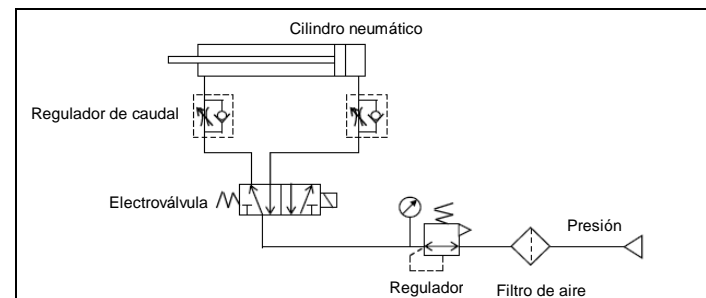 Cilindro neumático
Regulador de caudal
Electroválvula
Presión
Regulador
Filtro de aire